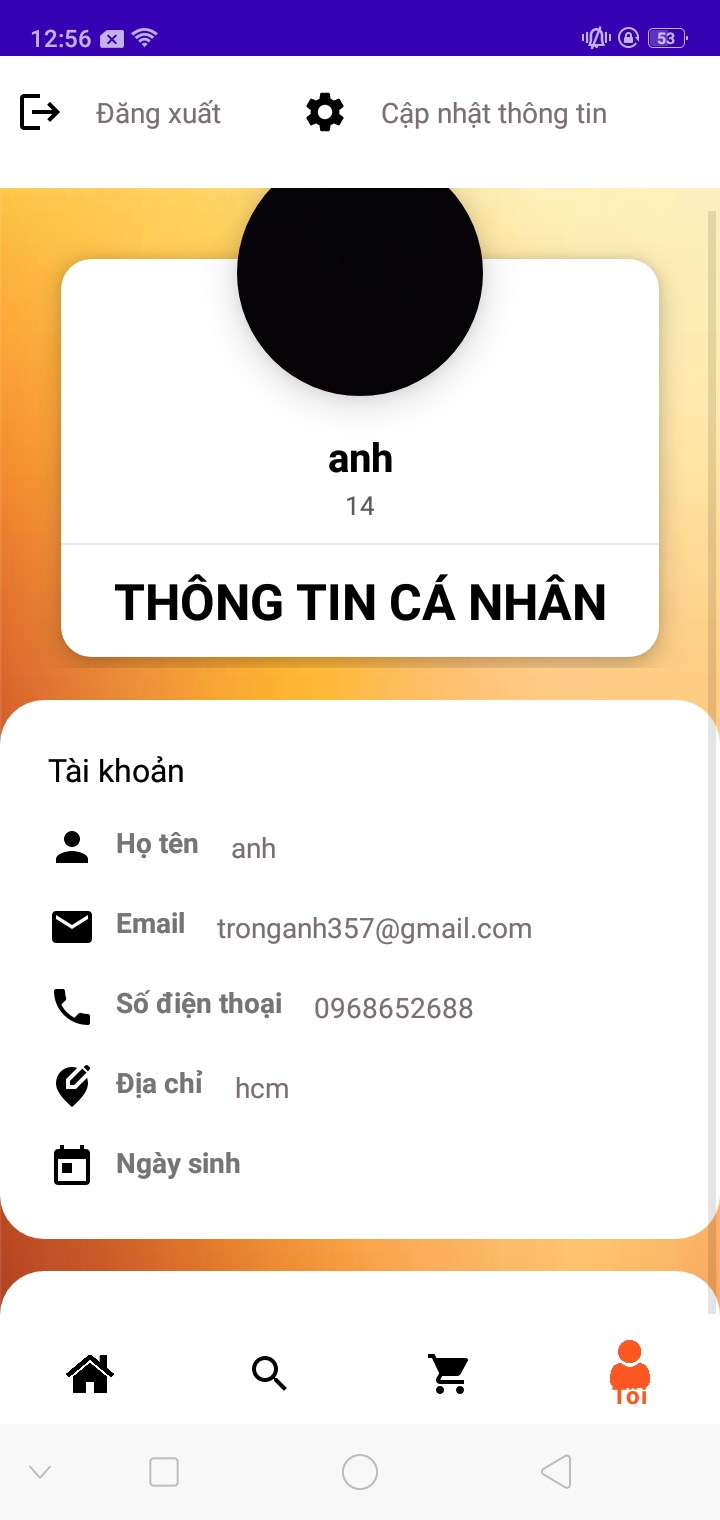 12:56 53
Đăng xuất Cập nhật thông tin
anh
14
THÔNG TIN CÁ NHÂN
Tài khoản
Họ tên anh
Email tronganh357@gmail.com
Số điện thoại 0968652688
Địa chỉ hcm
Ngày sinh
Tôi